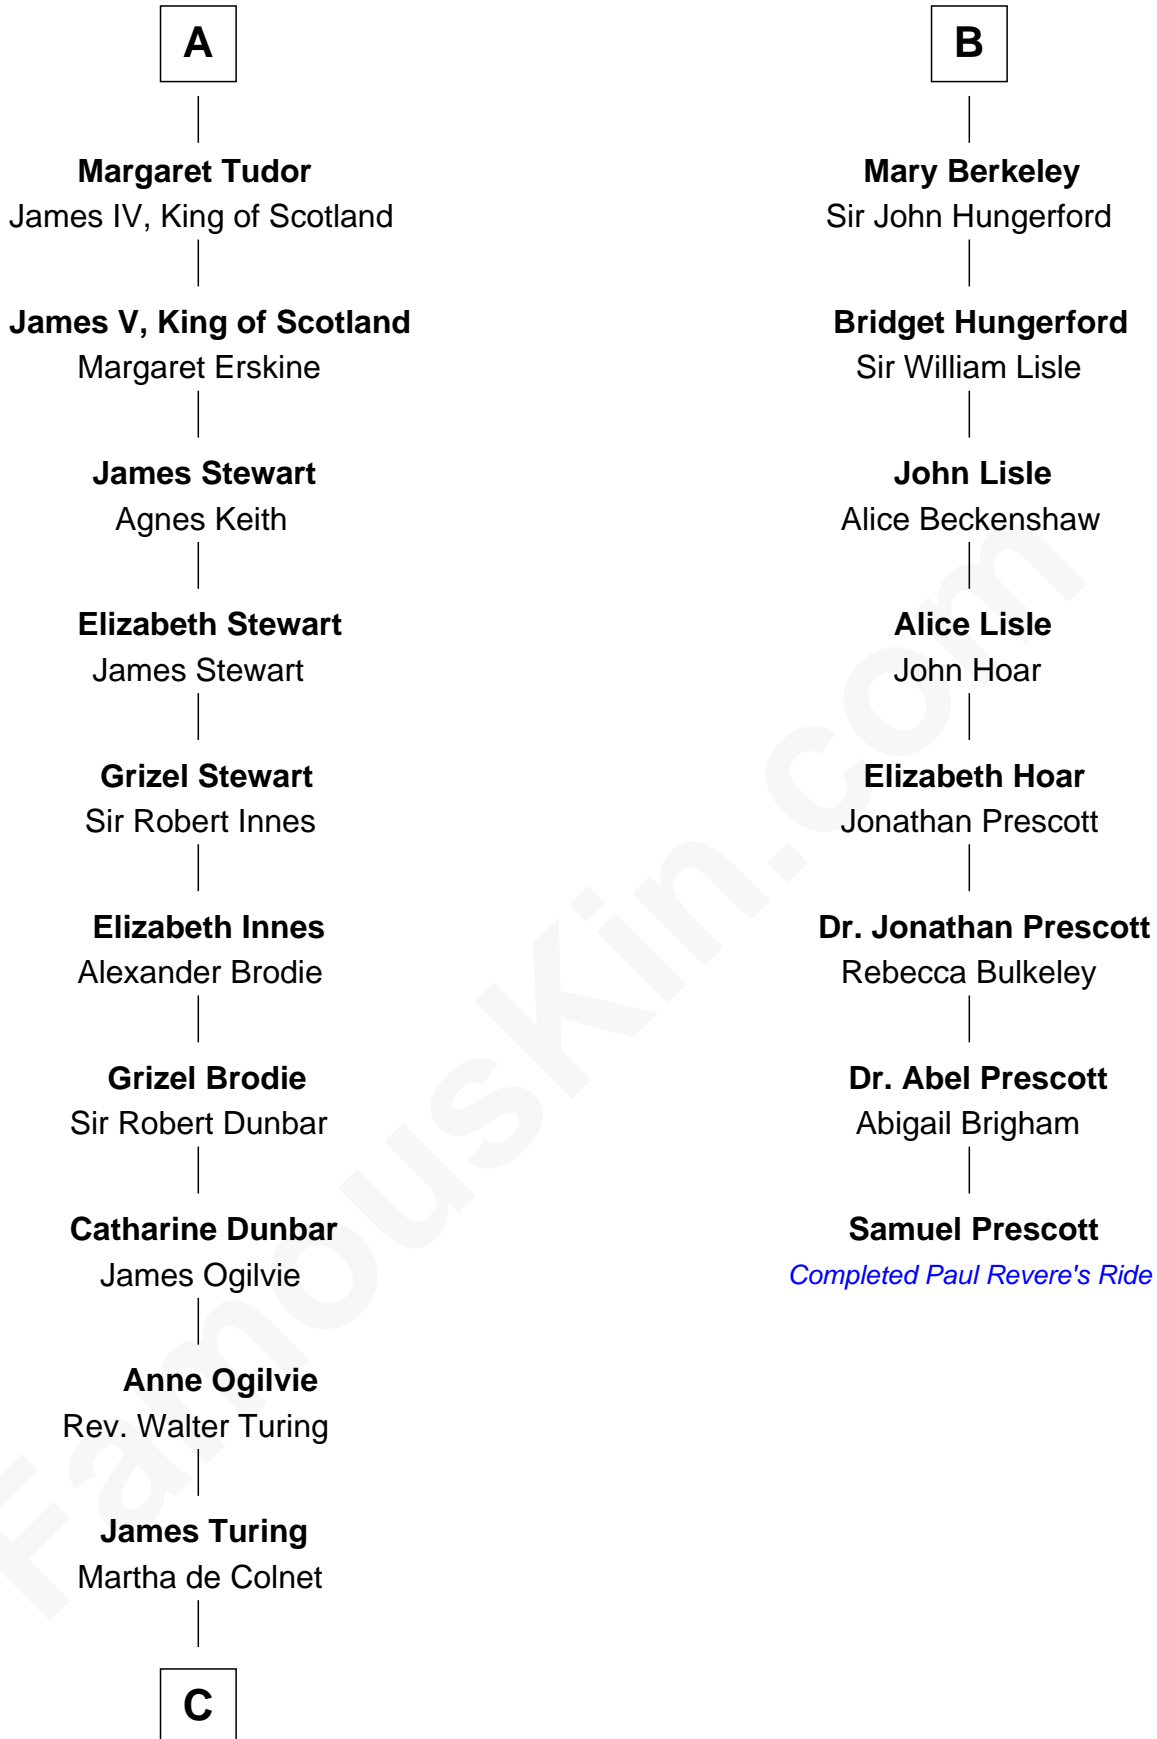 A
Margaret Tudor
James IV, King of Scotland
James V, King of Scotland
Margaret Erskine
James Stewart
Agnes Keith
Elizabeth Stewart
James Stewart
Grizel Stewart
Sir Robert Innes
Elizabeth Innes
Alexander Brodie
Grizel Brodie
Sir Robert Dunbar
Catharine Dunbar
James Ogilvie
Anne Ogilvie
Rev. Walter Turing
James Turing
Martha de Colnet
C
B
Mary Berkeley
Sir John Hungerford
Bridget Hungerford
Sir William Lisle
John Lisle
Alice Beckenshaw
Alice Lisle
John Hoar
Elizabeth Hoar
Jonathan Prescott
Dr. Jonathan Prescott
Rebecca Bulkeley
Dr. Abel Prescott
Abigail Brigham
Samuel Prescott
Completed Paul Revere's Ride
FamousKin.com